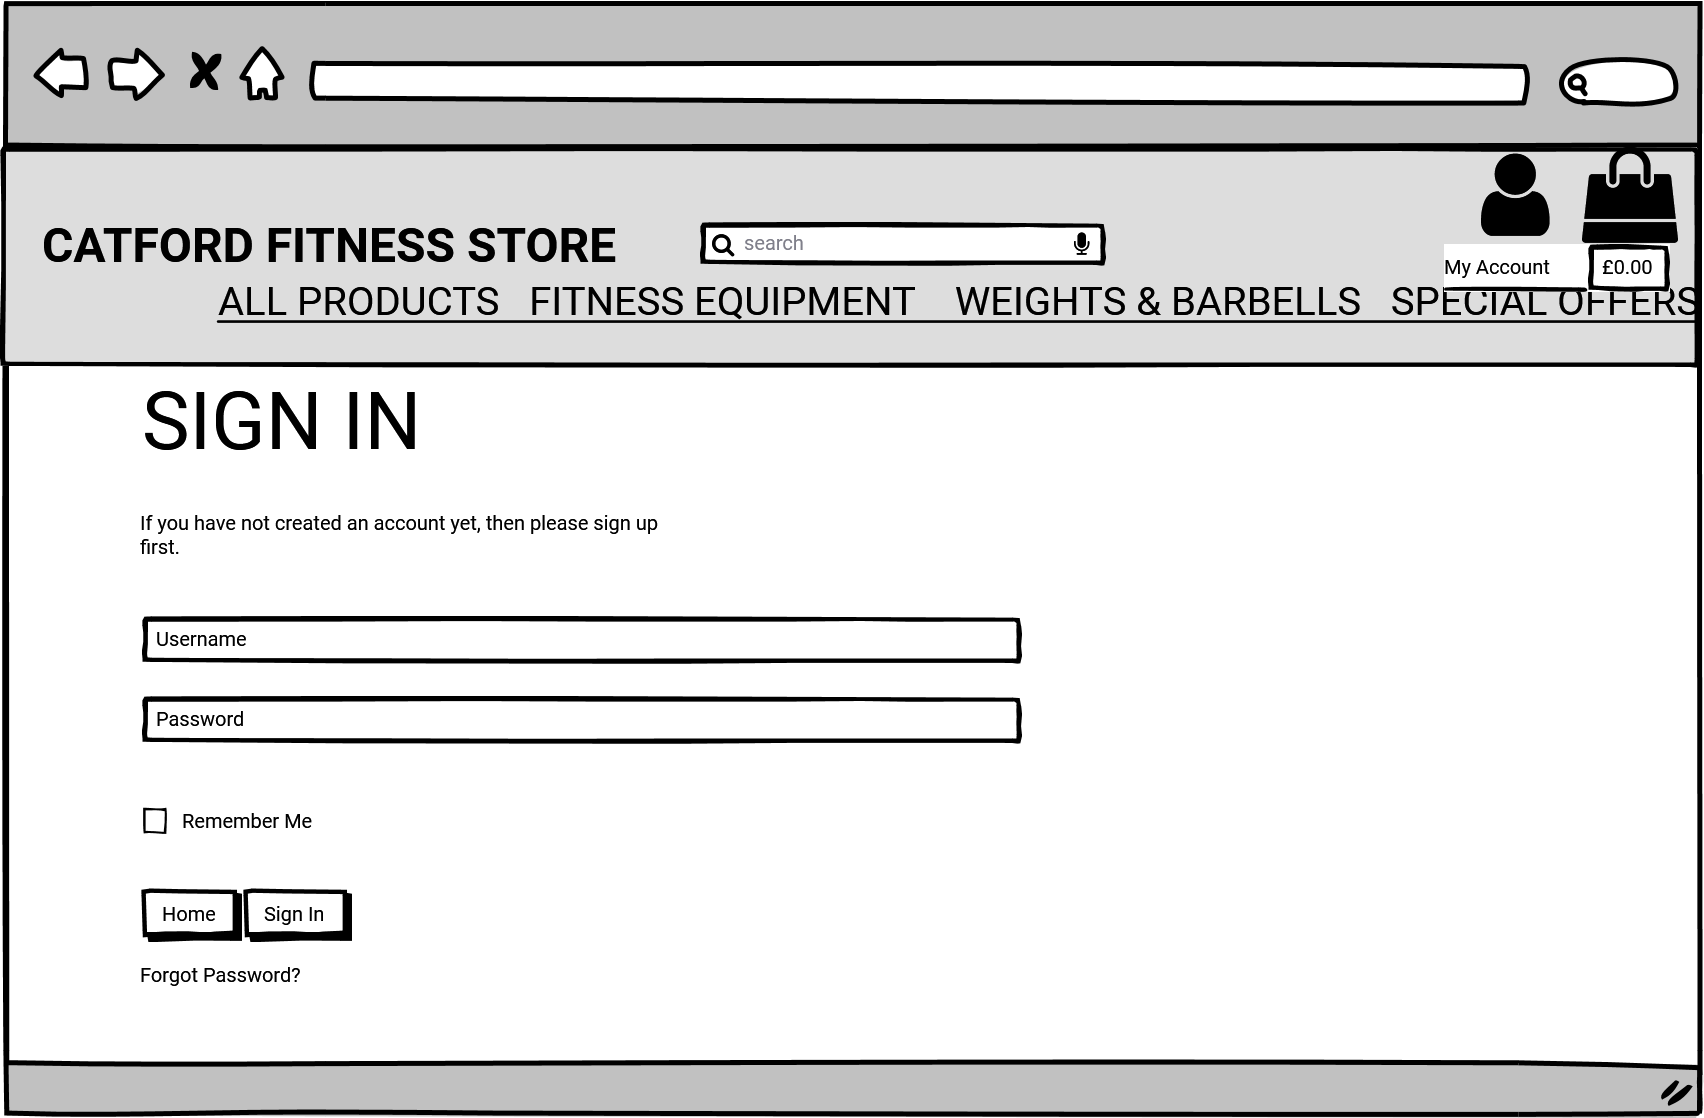 CATFORD FITNESS STORE
search
My Account
£0.00
ALL PRODUCTS FITNESS EQUIPMENT WEIGHTS & BARBELLS SPECIAL OFFERS
SIGN IN
If you have not created an account yet, then please sign up
first.
Username
Password
Remember Me
Home
Sign In
Forgot Password?